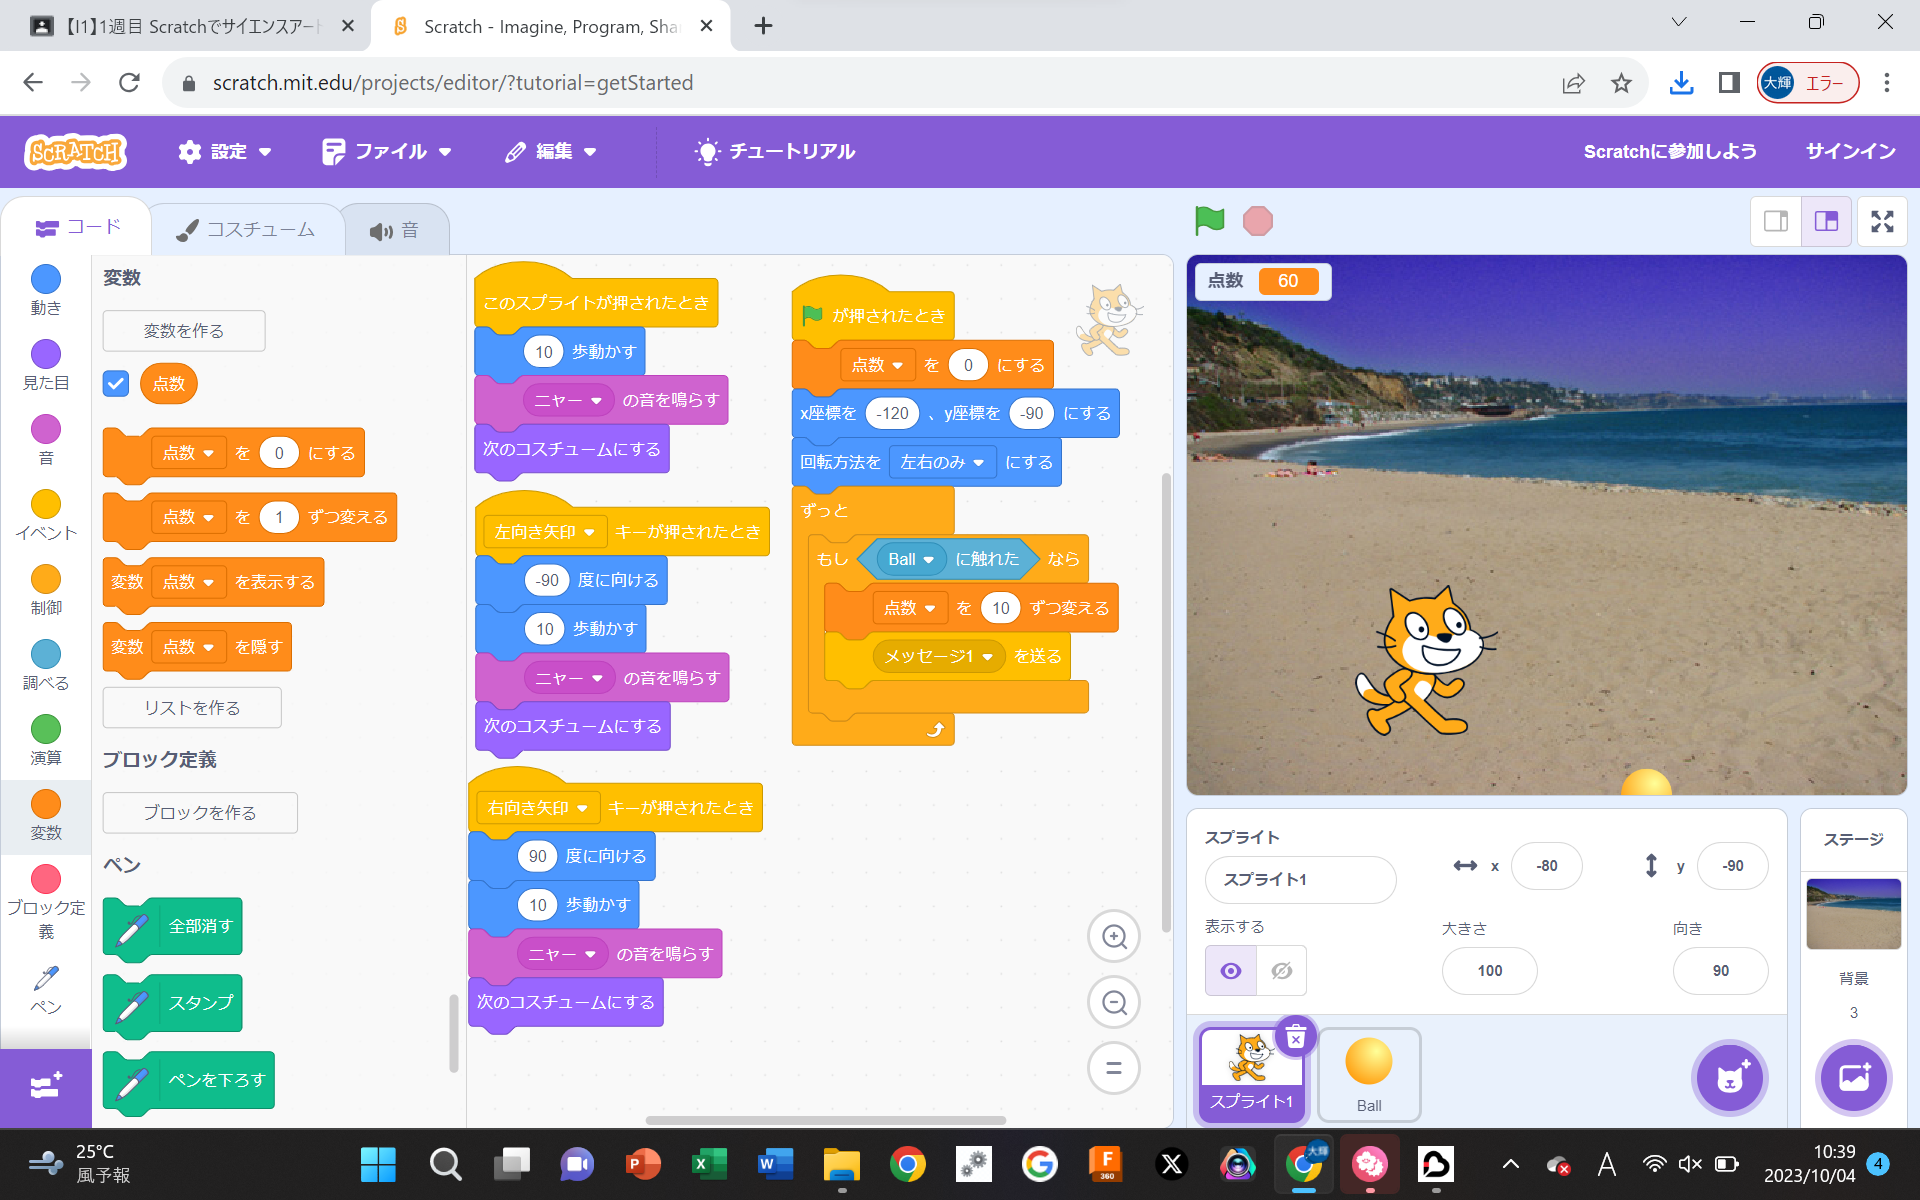 【I1】1週目 Scratchでサイエンスアート
Scratch - Imagine, Program, Sha
scratch.mit.edu/projects/editor/?tutorial=getStarted
大輝 エラー
SCRATCH 設定 ファイル 編集 チュートリアル Scratchに参加しよう サインイン
コード コスチューム 音
動き
見た目
音
イベント
制御
調べる
演算
変数
ブロック定
義
ペン
変数
変数を作る
点数
点数 を 0 にする
点数 を 1 ずつ変える
変数 点数 を表示する
変数 点数 を隠す
リストを作る
ブロック定義
ブロックを作る
ペン
全部消す
スタンプ
ペンを下ろす
このスプライトが押されたとき
10 歩動かす
ニャー の音を鳴らす
次のコスチュームにする
左向き矢印 キーが押されたとき
-90 度に向ける
10 歩動かす
ニャー の音を鳴らす
次のコスチュームにする
右向き矢印 キーが押されたとき
90 度に向ける
10 歩動かす
ニャー の音を鳴らす
次のコスチュームにする
が押されたとき
点数 を 0 にする
x座標を -120 、y座標を -90 にする
回転方法を 左右のみ にする
ずっと
もし Ball に触れた なら
点数 を 10 ずつ変える
メッセージ1 を送る
点数 60
スプライト
スプライト1 x -80 y -90
表示する 大きさ 向き
100 90
スプライト1
Ball
ステージ
背景
3
25°C
風予報
F
360
大輝
A
10:39
2023/10/04
4